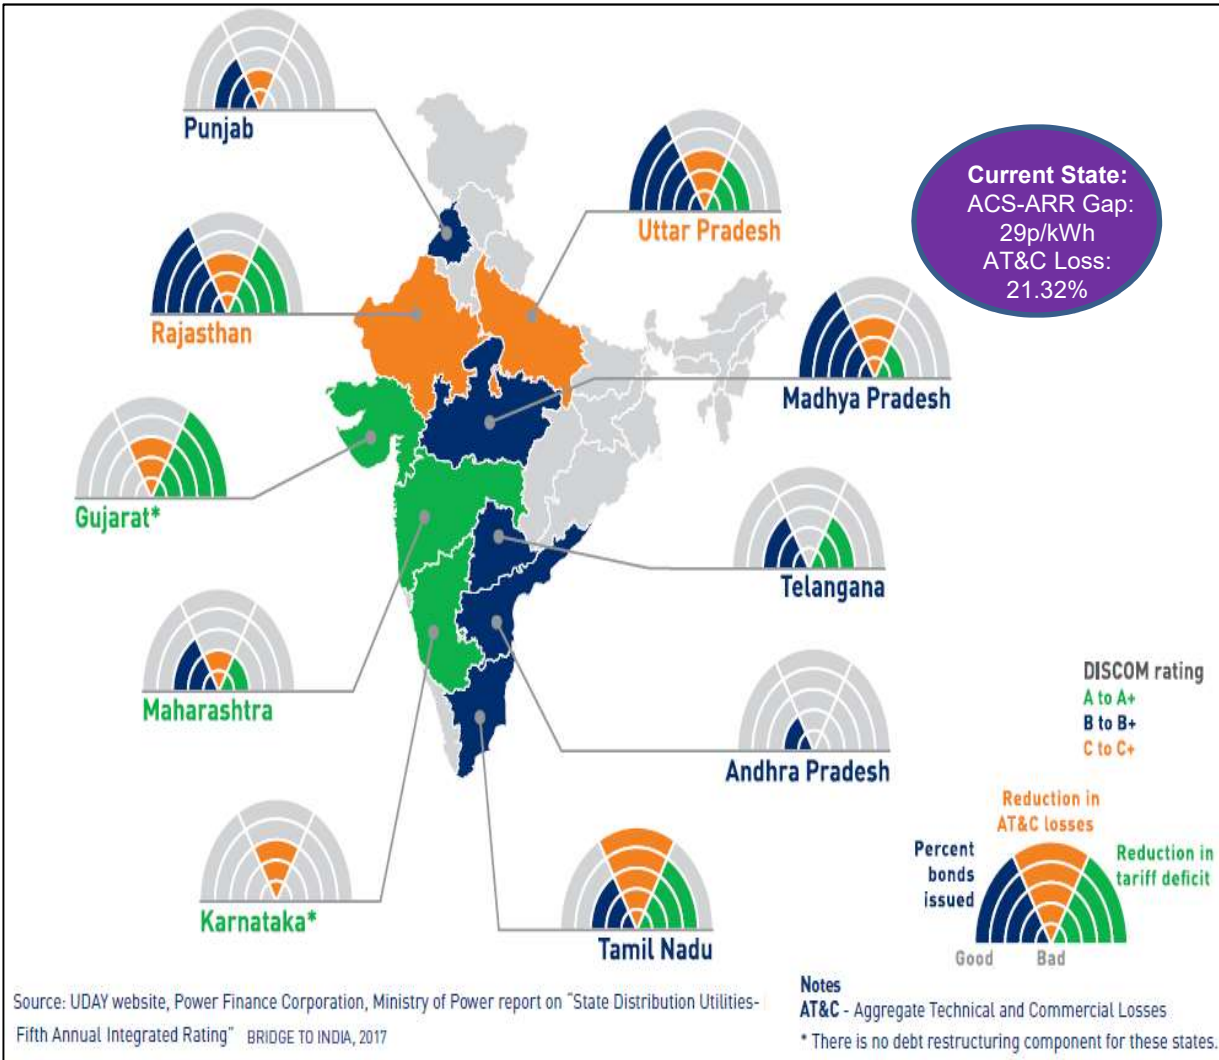 Punjab
Uttar Pradesh
Current State:
ACS-ARR Gap:
29p/kWh
AT&C Loss:
21.32%
Rajasthan
Madhya Pradesh
Gujarat*
Telangana
Maharashtra
Andhra Pradesh
DISCOM rating
A to A+
B to B+
C to C+
Karnataka*
Tamil Nadu
Reduction in
AT&C losses
Percent
bonds
issued
Reduction in
tariff deficit
Good
Bad
Source: UDAY website, Power Finance Corporation, Ministry of Power report on "State Distribution Utilities-
Fifth Annual Integrated Rating" BRIDGE TO INDIA, 2017
Notes
AT&C - Aggregate Technical and Commercial Losses
* There is no debt restructuring component for these states.